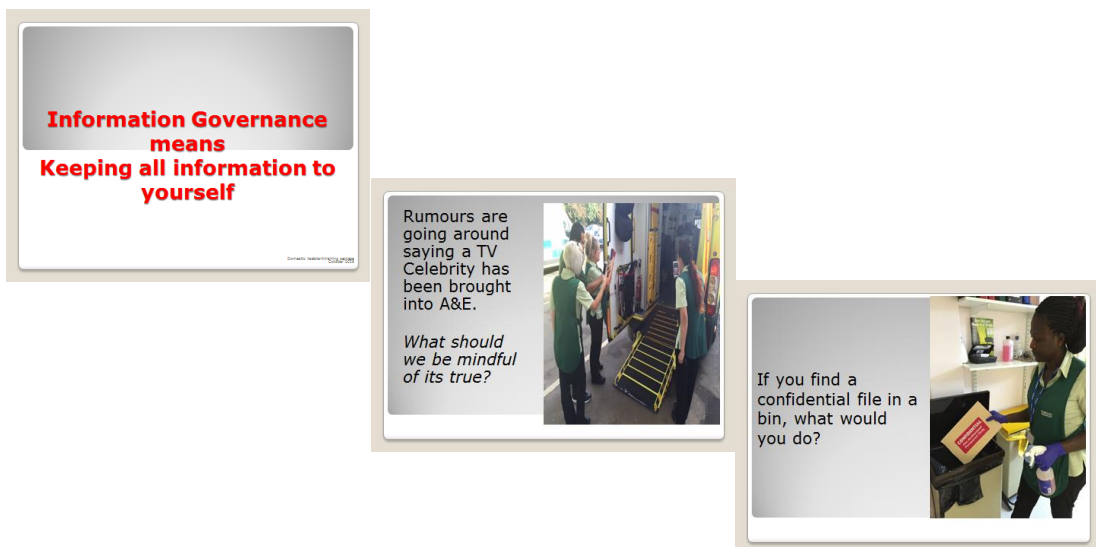 Information Governance
means
Keeping all information to
yourself
Rumours are
going around
saying a TV
Celebrity has
been brought
into A&E.
What should
we be mindful
of its true?
If you find a
confidential file in a
bin, what would
you do?
CONFIDENTIAL